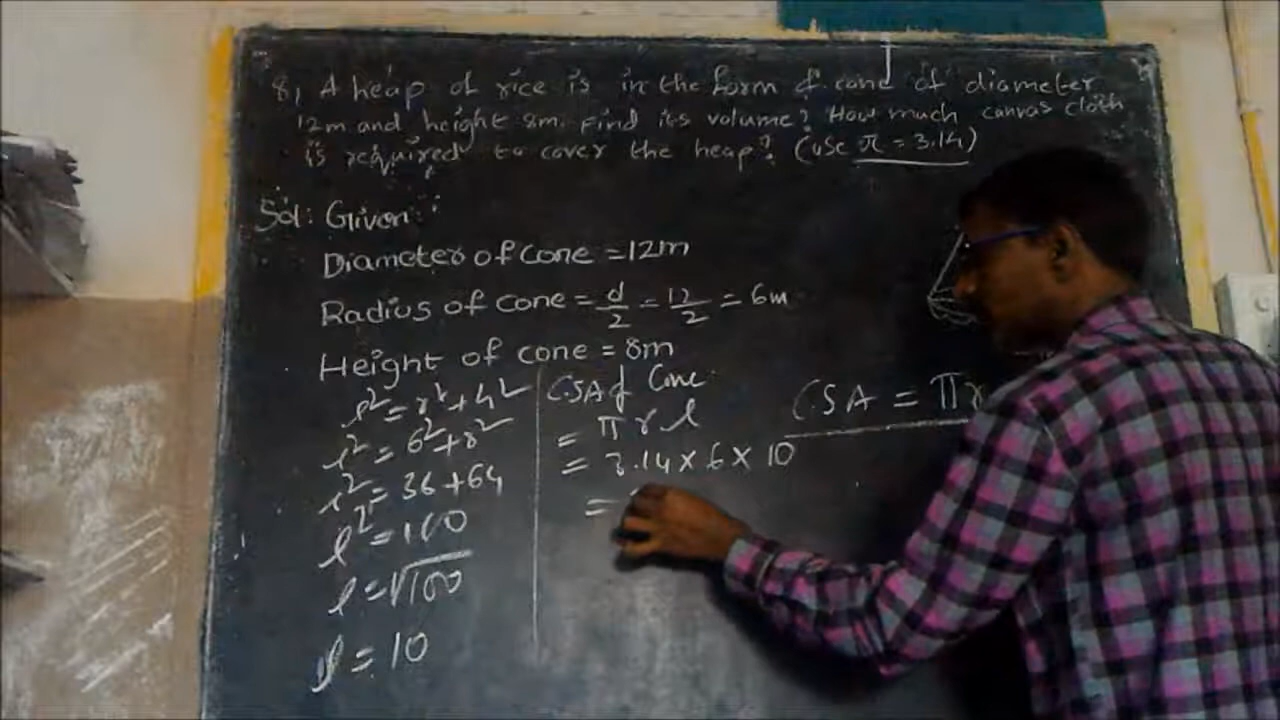 8, A heap of rice is in the form of cone of diameter
12m and height 8m. Find its volume? How much canvas cloth
is required to cover the heap? (use π = 3.14)
Sol: Given:
Diameter of cone = 12m
Radius of cone = d/2 = 12/2 = 6m
Height of cone = 8m
l² = r² + h²
l² = 6² + 8²
l² = 36 + 64
l² = 100
l = √100
l = 10
CSA of Cone
= π r l
= 3.14 × 6 × 10
=
CSA = πr